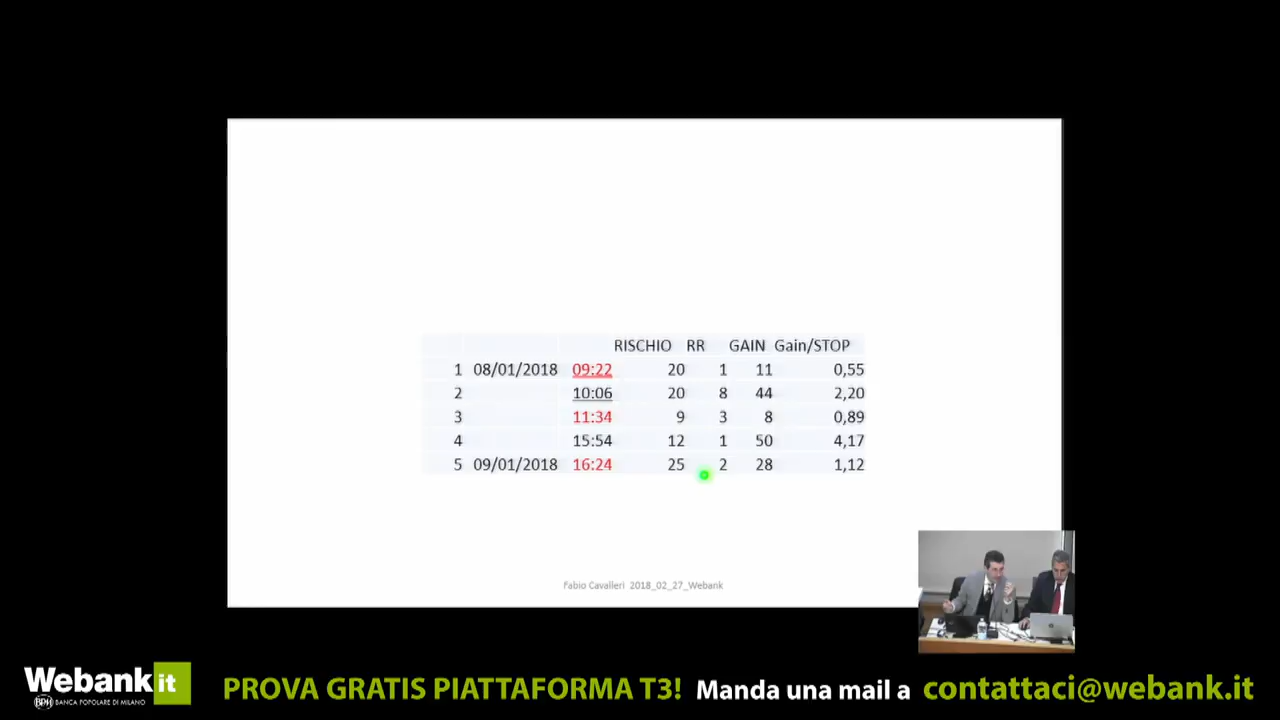 RISCHIO RR GAIN Gain/STOP
1 08/01/2018 09:22 20 1 11 0,55
2 10:06 20 8 44 2,20
3 11:34 9 3 8 0,89
4 15:54 12 1 50 4,17
5 09/01/2018 16:24 25 2 28 1,12
Fabio Cavalleri 2018_02_27_Webank
Webank it
BPM BANCA POPOLARE DI MILANO
PROVA GRATIS PIATTAFORMA T3! Manda una mail a contattaci@webank.it